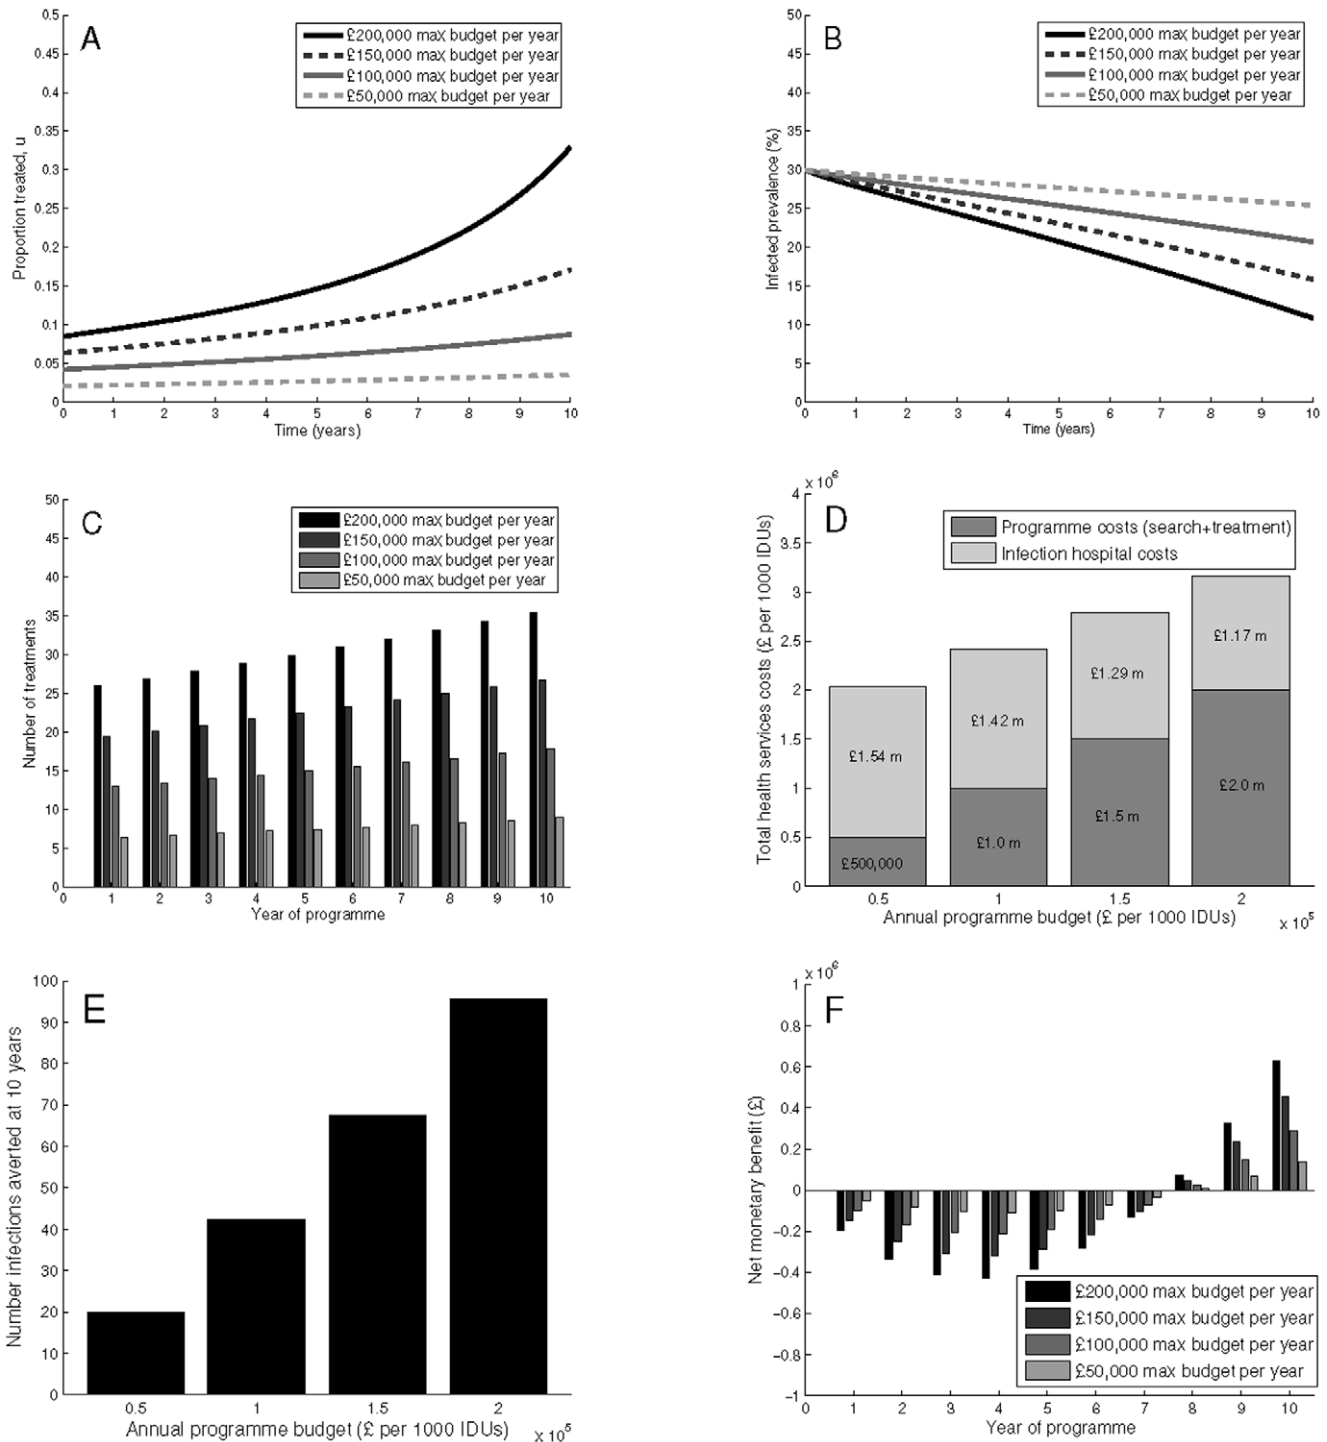 A
£200,000 max budget per year
£150,000 max budget per year
£100,000 max budget per year
£50,000 max budget per year
0.5
0.45
0.4
0.35
0.3
0.25
0.2
0.15
0.1
0.05
0
Proportion treated, u
0 1 2 3 4 5 6 7 8 9 10
Time (years)
B
£200,000 max budget per year
£150,000 max budget per year
£100,000 max budget per year
£50,000 max budget per year
50
45
40
35
30
25
20
15
10
5
0
Infected prevalence (%)
0 1 2 3 4 5 6 7 8 9 10
Time (years)
C
£200,000 max budget per year
£150,000 max budget per year
£100,000 max budget per year
£50,000 max budget per year
50
45
40
35
30
25
20
15
10
5
0
Number of treatments
0 1 2 3 4 5 6 7 8 9 10
Year of programme
x 10⁶
D
Programme costs (search+treatment)
Infection hospital costs
4
3.5
3
2.5
2
1.5
1
0.5
0
Total health services costs (£ per 1000 IDUs)
£1.54 m
£500,000
£1.42 m
£1.0 m
£1.29 m
£1.5 m
£1.17 m
£2.0 m
0.5 1 1.5 2
Annual programme budget (£ per 1000 IDUs)
x 10⁵
E
100
90
80
70
60
50
40
30
20
10
0
Number infections averted at 10 years
0.5 1 1.5 2
Annual programme budget (£ per 1000 IDUs)
x 10⁵
x 10⁶
F
1
0.8
0.6
0.4
0.2
0
−0.2
−0.4
−0.6
−0.8
−1
Net monetary benefit (£)
£200,000 max budget per year
£150,000 max budget per year
£100,000 max budget per year
£50,000 max budget per year
0 1 2 3 4 5 6 7 8 9 10
Year of programme